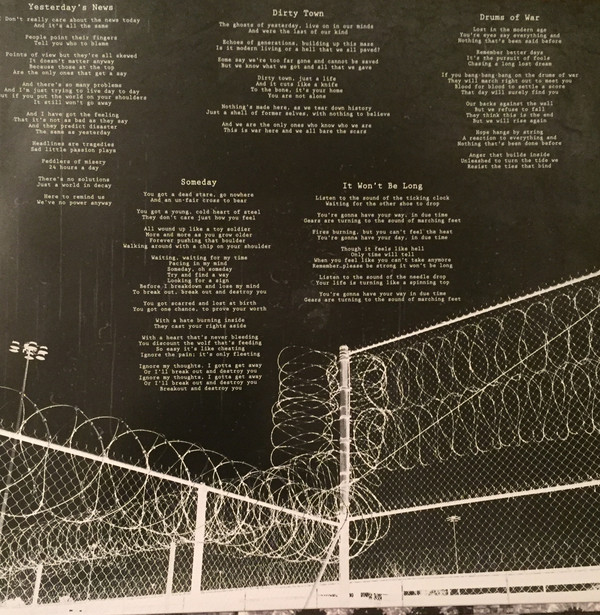 Yesterday's News
Don't really care about the news today
And it's all the same
People point their fingers
Tell you who to blame
Points of view but they're all skewed
It doesn't matter anyway
Because those at the top
Are the only ones that get a say
And there's so many problems
And I'm just trying to live day to day
But if you put the world on your shoulders
It still won't go away
And I have got the feeling
That it's not as bad as they say
And they predict disaster
The same as yesterday
Headlines are tragedies
Sad little passion plays
Peddlers of misery
24 hours a day
There's no solutions
Just a world in decay
Here to remind us
We've no power anyway
Dirty Town
The ghosts of yesterday, live on in our minds
And were the last of our kind
Echoes of generations, building up this mass
Is it modern living or a hell that we all paved?
Some say we're too far gone and cannot be saved
But we know what we got and all that we gave
Dirty town, just a life
And it cuts like a knife
To the bone, it's your home
You are not alone
Nothing's made here, as we tear down history
Just a shell of former selves, with nothing to believe
And we are the only ones who know who we are
This is war here and we all bare the scars
Drums of War
Lost in the modern age
You're eyes say everything and
Nothing that's been said before
Remember better days
It's the pursuit of fools
Chasing a long lost dream
If you bang-bang-bang on the drums of war
They will march right out to meet you
Blood for blood to settle a score
That day will surely find you
Our backs against the wall
But we refuse to fall
They think this is the end
But we will rise again
Hope hangs by string
A reaction to everything and
Nothing that's been done before
Anger that builds inside
Unleashed to turn the tide we
Resist the ties that bind
Someday
You got a dead stare, go nowhere
And an un-fair cross to bear
You got a young, cold heart of steel
They don't care just how you feel
All wound up like a toy soldier
More and more as you grow older
Forever pushing that boulder
Walking around with a chip on your shoulder
Waiting, waiting for my time
Pacing in my mind
Someday, oh someday
Try and find a way
Looking for a sign
Before I breakdown and lose my mind
To break out, break out and destroy you
You got scarred and lost at birth
You got one chance, to prove your worth
With a hate burning inside
They cast your rights aside
With a heart that's never bleeding
You discount the wolf that's feeding
So easy it's like cheating
Ignore the pain; it's only fleeting
Ignore my thoughts, I gotta get away
Or I'll break out and destroy you
Ignore my thoughts, I gotta get away
Or I'll break out and destroy you
Breakout and destroy you
It Won't Be Long
Listen to the sound of the ticking clock
Waiting for the other shoe to drop
You're gonna have your way, in due time
Gears are turning to the sound of marching feet
Fires burning, but you can't feel the heat
You're gonna have your day, in due time
Though it feels like hell
Only time will tell
When you feel like you can't take anymore
Remember…please be strong it won't be long
Listen to the sound of the needle drop
Your life is turning like a spinning top
You're gonna have your way in due time
Gears are turning to the sound of marching feet